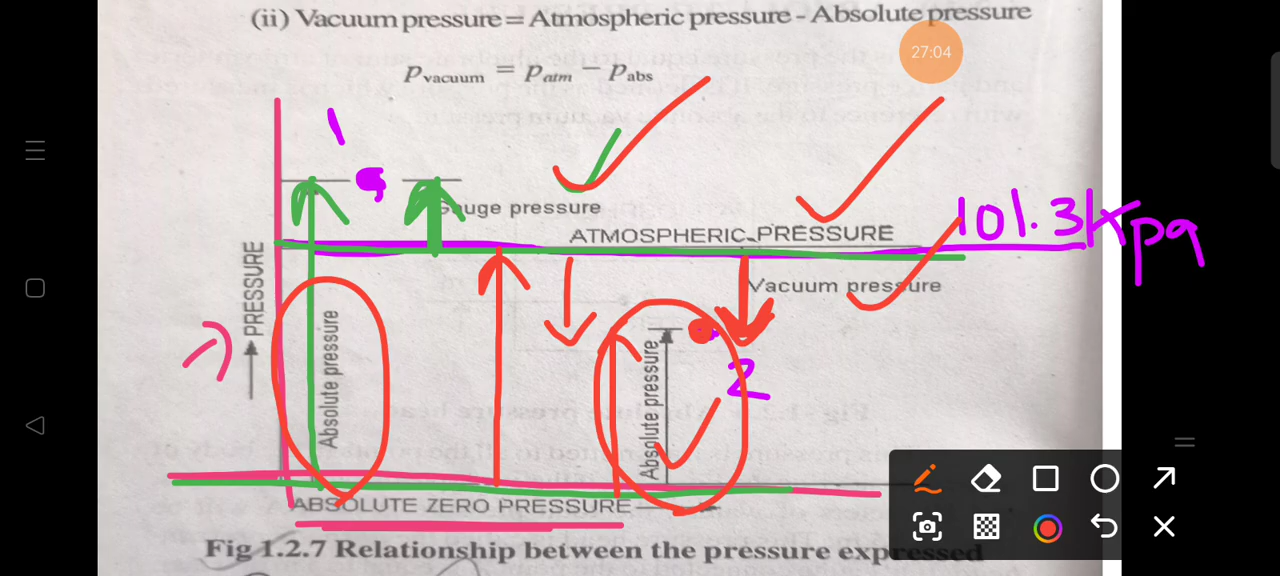 (ii) Vacuum pressure = Atmospheric pressure - Absolute pressure
27:04
Pvacuum = Patm - Pabs
1
Gauge pressure
ATMOSPHERIC PRESSURE
101.3kpa
Vacuum pressure
PRESSURE
Absolute pressure
Absolute pressure
2
ABSOLUTE ZERO PRESSURE
Fig 1.2.7 Relationship between the pressure expressed